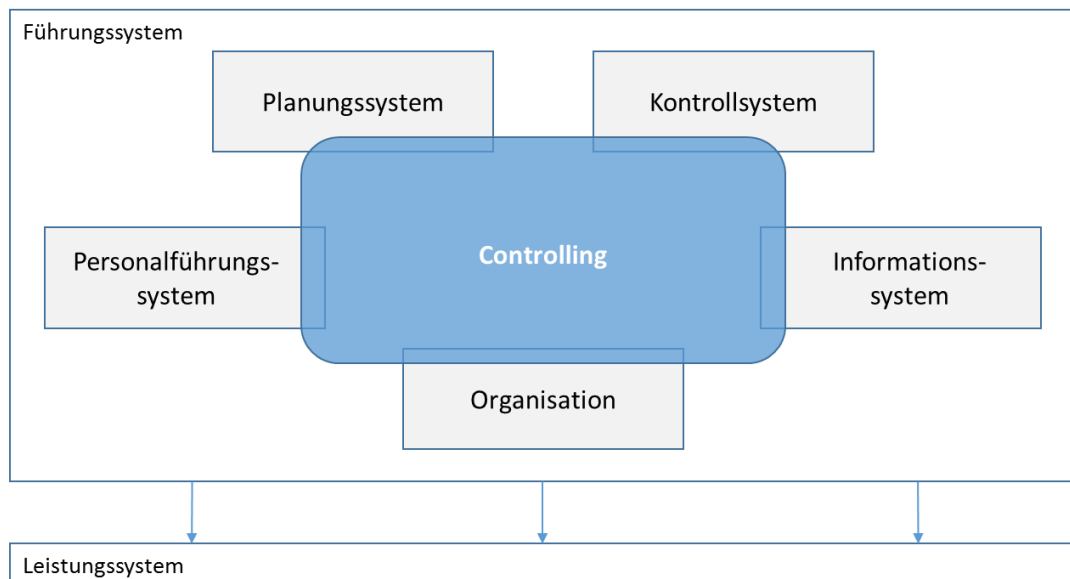 Führungssystem
Planungssystem
Kontrollsystem
Controlling
Personalführungs-
system
Informations-
system
Organisation
Leistungssystem